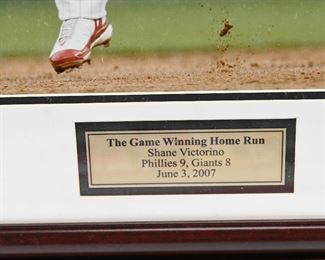 The Game Winning Home Run
Shane Victorino
Phillies 9, Giants 8
June 3, 2007